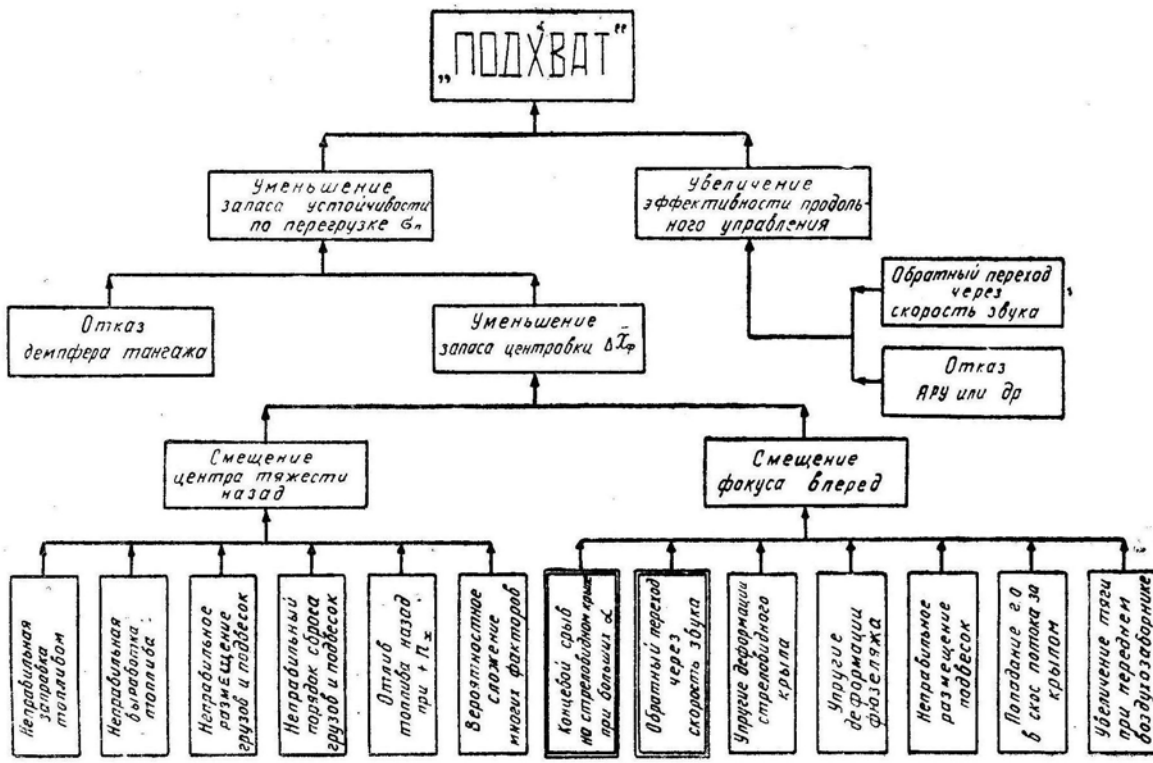 „ПОДХВАТ"
Уменьшение
запаса устойчивости
по перегрузке σₙ
Увеличение
эффективности продоль-
ного управления
Обратный переход
через
скорость звука
Отказ
демпфера тангажа
Уменьшение
запаса центровки Δx̄ф
Отказ
АРУ или др
Смещение
центра тяжести
назад
Смещение
фокуса вперед
Неправильная
заправка
топливом
Неправильная
выработка
топлива
Неправильное
размещение
грузов и подвесок
Неправильный
порядок сброса
грузов и подвесок
Отлив
топлива назад
при + nх
Вероятностное
сложение
многих факторов
Концевой срыв
на стреловидном крыле
при больших α
Обратный переход
через
скорость звука
Упругие деформации
стреловидного
крыла
Упругие
деформации
фюзеляжа
Неправильное
размещение
подвесок
Попадание г.о
в скос потока за
крылом
Увеличение тяги
при переднем
воздухозаборнике